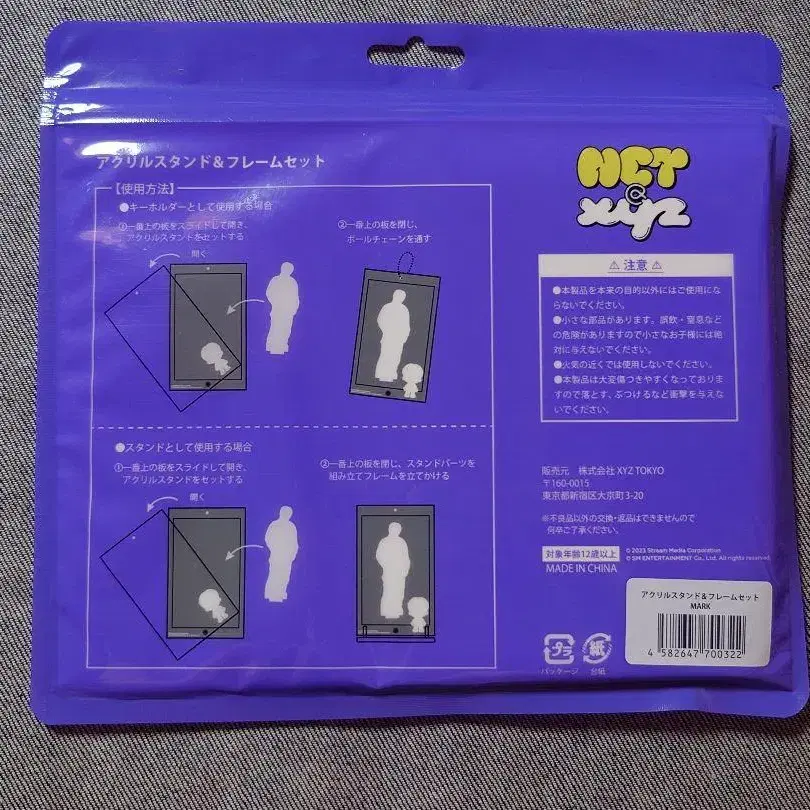 アクリルスタンド&フレームセット
【使用方法】
●キーホルダーとして使用する場合
①一番上の板をスライドして開き、
アクリルスタンドをセットする
開く
②一番上の板を閉じ、
ボールチェーンを通す
●スタンドとして使用する場合
①一番上の板をスライドして開き、
アクリルスタンドをセットする
開く
②一番上の板を閉じ、スタンドパーツを
組み立てフレームを立てかける
NCT
@
xyz
⚠ 注意 ⚠
●本製品を本来の目的以外にはご使用にな
らないでください。
●小さな部品があります。誤飲・窒息など
の危険がありますので小さなお子様には絶
対に与えないでください。
●火気の近くでは使用しないでください。
●本製品は大変傷つきやすくなっておりま
すので落とす、ぶつけるなど衝撃を与えな
いでください。
販売元 株式会社 XYZ TOKYO
〒160-0015
東京都新宿区大京町3-20
※不良品以外の交換・返品はできませんので
何卒ご了承ください。
対象年齢12歳以上
MADE IN CHINA
© 2023 Stream Media Corporation
© SM ENTERTAINMENT Co., Ltd. All rights reserved
アクリルスタンド&フレームセット
MARK
4 582647 700322
プラ
パッケージ
紙
台紙